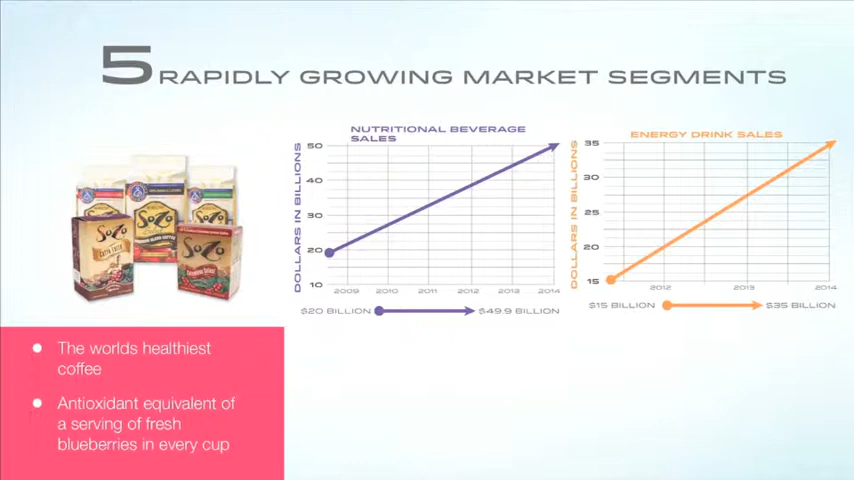 5 RAPIDLY GROWING MARKET SEGMENTS
NUTRITIONAL BEVERAGE
SALES
DOLLARS IN BILLIONS
50
40
30
20
10
2009 2010 2011 2012 2013 2014
$20 BILLION $49.9 BILLION
ENERGY DRINK SALES
DOLLARS IN BILLIONS
35
30
25
20
15
2012 2013 2014
$15 BILLION $35 BILLION
SoZo
SoZo
SoZo
The worlds healthiest
coffee
Antioxidant equivalent of
a serving of fresh
blueberries in every cup